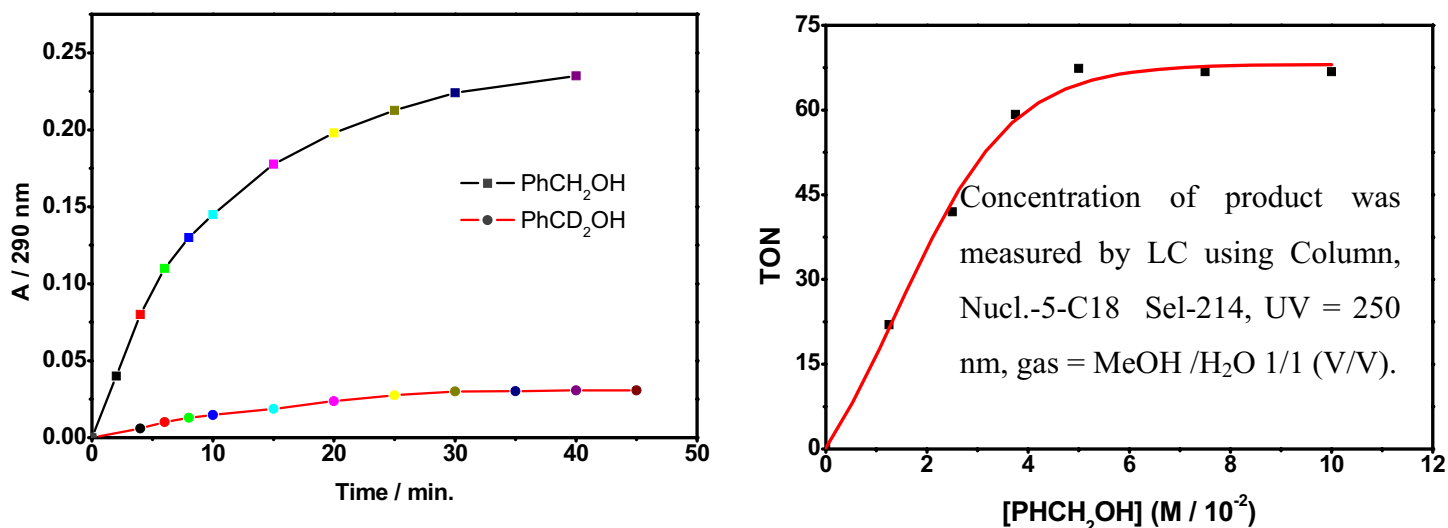 0.25
0.20
0.15
0.10
0.05
0.00
A / 290 nm
PhCH₂OH
PhCD₂OH
0 10 20 30 40 50
Time / min.
75
60
45
30
15
0
TON
Concentration of product was
measured by LC using Column,
Nucl.-5-C18 Sel-214, UV = 250
nm, gas = MeOH /H₂O 1/1 (V/V).
0 2 4 6 8 10 12
[PHCH₂OH] (M / 10⁻²)